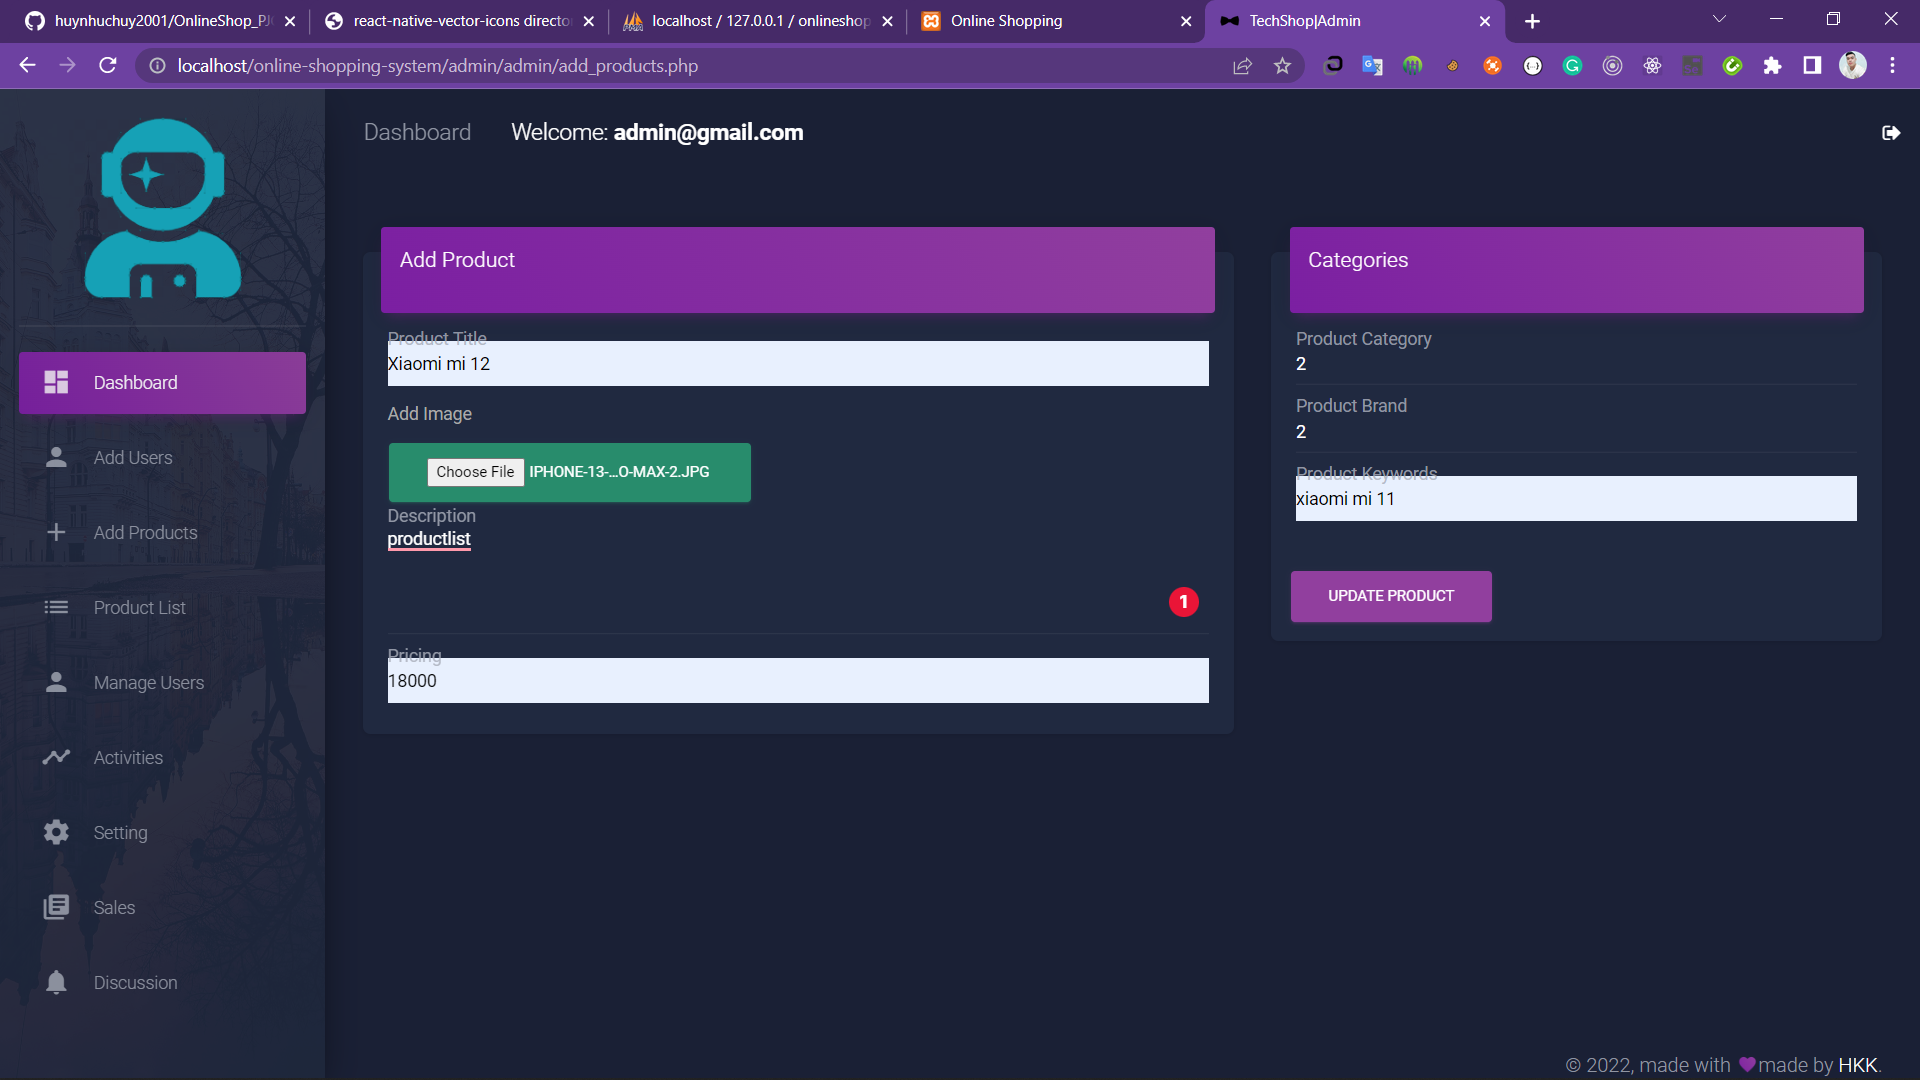 huynhuchuy2001/OnlineShop_PJ
react-native-vector-icons directo
localhost / 127.0.0.1 / onlineshop
Online Shopping
TechShop|Admin
localhost/online-shopping-system/admin/admin/add_products.php
Dashboard
Welcome: admin@gmail.com
Dashboard
Add Users
Add Products
Product List
Manage Users
Activities
Setting
Sales
Discussion
Add Product
Product Title
Xiaomi mi 12
Add Image
Choose File IPHONE-13-...O-MAX-2.JPG
Description
productlist
1
Pricing
18000
Categories
Product Category
2
Product Brand
2
Product Keywords
xiaomi mi 11
UPDATE PRODUCT
© 2022, made with made by HKK.